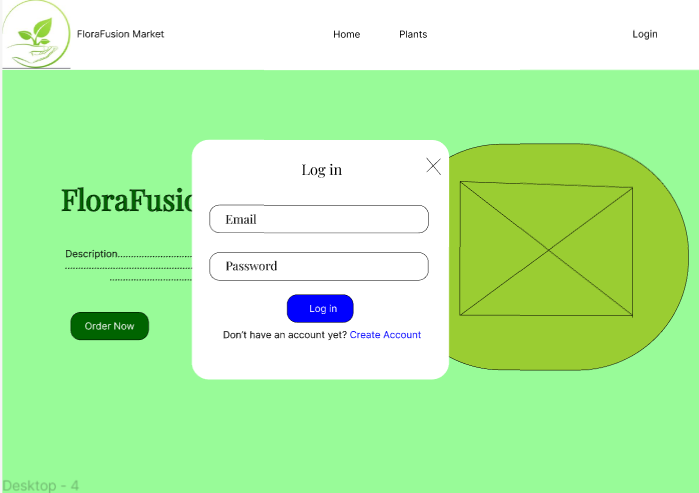 FloraFusion Market
Home
Plants
Login
Log in
FloraFusio
Email
Description
Password
Order Now
Log in
Don't have an account yet? Create Account
Desktop - 4